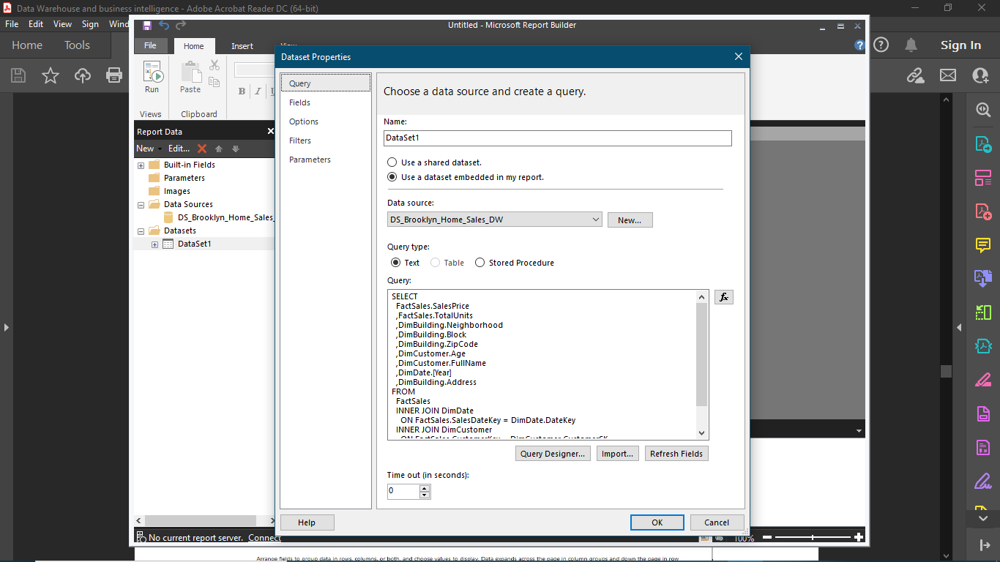 Data Warehouse and business intelligence - Adobe Acrobat Reader DC (64-bit)
File Edit View Sign Wind
Home Tools
Sign In
Untitled - Microsoft Report Builder
File Home Insert View
Run
Paste
B I U
Views Clipboard
Report Data
New Edit...
Built-in Fields
Parameters
Images
Data Sources
DS_Brooklyn_Home_Sales_
Datasets
DataSet1
No current report server. Connect
100%
Dataset Properties
Query
Fields
Options
Filters
Parameters
Choose a data source and create a query.
Name:
DataSet1
Use a shared dataset.
Use a dataset embedded in my report.
Data source:
DS_Brooklyn_Home_Sales_DW
New...
Query type:
Text Table Stored Procedure
Query:
fx
SELECT
FactSales.SalesPrice
,FactSales.TotalUnits
,DimBuilding.Neighborhood
,DimBuilding.Block
,DimBuilding.ZipCode
,DimCustomer.Age
,DimCustomer.FullName
,DimDate.[Year]
,DimBuilding.Address
FROM
FactSales
INNER JOIN DimDate
ON FactSales.SalesDateKey = DimDate.DateKey
INNER JOIN DimCustomer
ON FactSales.CustomerKey = DimCustomer.CustomerSK
Query Designer... Import... Refresh Fields
Time out (in seconds):
0
Help OK Cancel
Arrange fields to group data in rows, columns, or both, and choose values to display. Data expands across the page in column groups and down the page in row